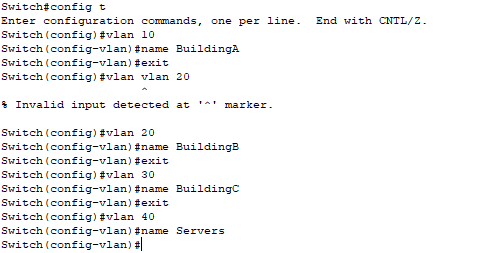 Switch#config t
Enter configuration commands, one per line.  End with CNTL/Z.
Switch(config)#vlan 10
Switch(config-vlan)#name BuildingA
Switch(config-vlan)#exit
Switch(config)#vlan vlan 20
                    ^
% Invalid input detected at '^' marker.

Switch(config)#vlan 20
Switch(config-vlan)#name BuildingB
Switch(config-vlan)#exit
Switch(config)#vlan 30
Switch(config-vlan)#name BuildingC
Switch(config-vlan)#exit
Switch(config)#vlan 40
Switch(config-vlan)#name Servers
Switch(config-vlan)#